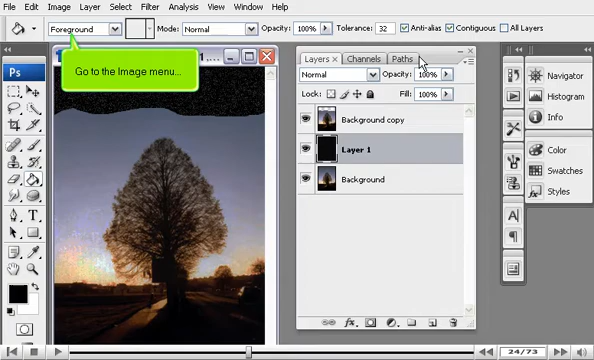 File Edit Image Layer Select Filter Analysis View Window Help
Foreground Mode: Normal Opacity: 100% Tolerance: 32 Anti-alias Contiguous All Layers
Go to the Image menu...
Ps
Layers x Channels Paths
Normal Opacity: 100%
Lock: Fill: 100%
Background copy
Layer 1
Background
Navigator
Histogram
Info
Color
Swatches
Styles
24/73